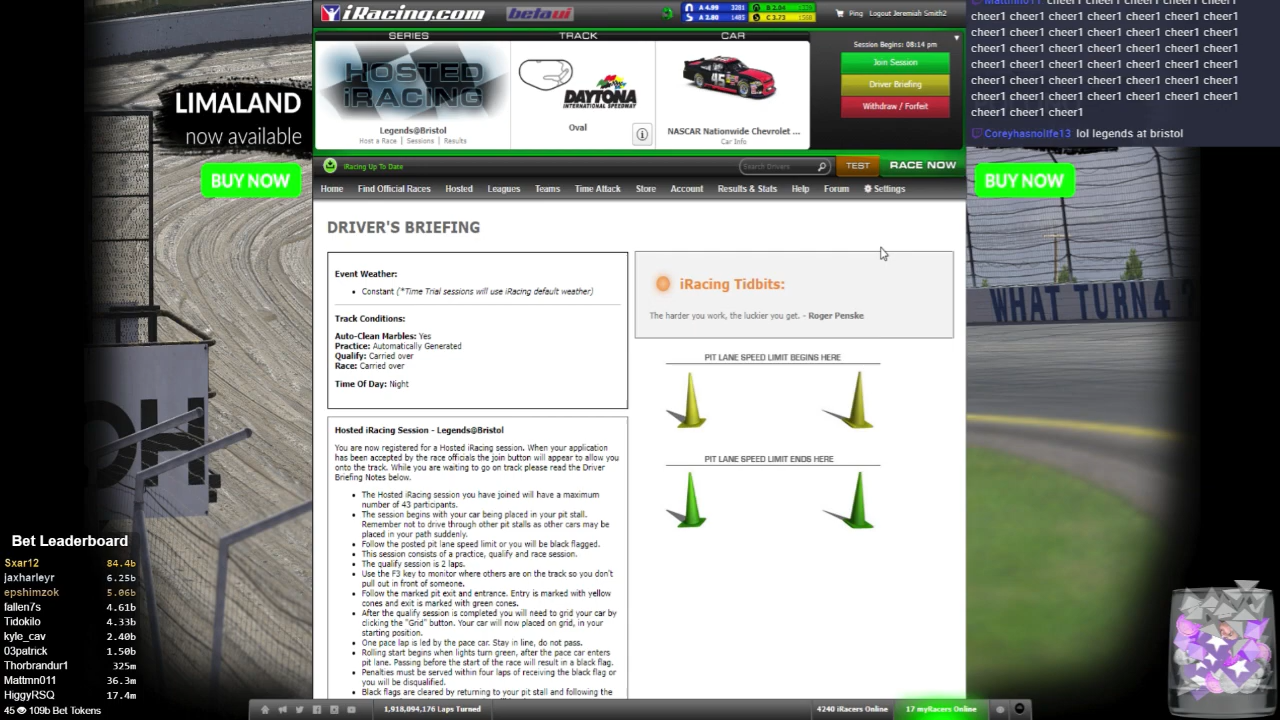 iRacing.com
betaui
A 4.99 3281
B 2.04
A 3.80 1485
C 3.73 1568
Ping Logout Jeremiah Smith2
SERIES
TRACK
CAR
HOSTED
iRACING
Legends@Bristol
Host a Race | Sessions | Results
DAYTONA
INTERNATIONAL SPEEDWAY
Oval
45
NASCAR Nationwide Chevrolet ...
Car Info
Session Begins: 08:14 pm
Join Session
Driver Briefing
Withdraw / Forfeit
iRacing Up To Date
Search Drivers
TEST
RACE NOW
Home Find Official Races Hosted Leagues Teams Time Attack Store Account Results & Stats Help Forum Settings
LIMALAND
now available
BUY NOW
BUY NOW
cheer1 cheer1 cheer1 cheer1
cheer1 cheer1 cheer1 cheer1 cheer1 cheer1 cheer1
cheer1 cheer1 cheer1 cheer1 cheer1 cheer1 cheer1
cheer1 cheer1 cheer1 cheer1 cheer1 cheer1 cheer1
cheer1 cheer1 cheer1 cheer1 cheer1 cheer1 cheer1
cheer1 cheer1 cheer1 cheer1 cheer1 cheer1 cheer1
cheer1 cheer1 cheer1 cheer1 cheer1 cheer1 cheer1
cheer1 cheer1 cheer1
Coreyhasnolife13 lol legends at bristol
WHAT TURN 4
DRIVER'S BRIEFING
Event Weather:
• Constant (*Time Trial sessions will use iRacing default weather)
Track Conditions:
Auto-Clean Marbles: Yes
Practice: Automatically Generated
Qualify: Carried over
Race: Carried over
Time Of Day: Night
iRacing Tidbits:
The harder you work, the luckier you get. - Roger Penske
PIT LANE SPEED LIMIT BEGINS HERE
PIT LANE SPEED LIMIT ENDS HERE
Hosted iRacing Session - Legends@Bristol
You are now registered for a Hosted iRacing session. When your application
has been accepted by the race officials the join button will appear to allow you
onto the track. While you are waiting to go on track please read the Driver
Briefing Notes below.
• The Hosted iRacing session you have joined will have a maximum
number of 43 participants.
• The session begins with your car being placed in your pit stall.
Remember not to drive through other pit stalls as other cars may be
placed in your path suddenly.
• Follow the posted pit lane speed limit or you will be black flagged.
• This session consists of a practice, qualify and race session.
• The qualify session is 2 laps.
• Use the F3 key to monitor where others are on the track so you don't
pull out in front of someone.
• Follow the marked pit exit and entrance. Entry is marked with yellow
cones and exit is marked with green cones.
• After the qualify session is completed you will need to grid your car by
clicking the "Grid" button. Your car will now placed on grid, in your
starting position.
• One pace lap is led by the pace car. Stay in line, do not pass.
• Rolling start begins when lights turn green, after the pace car enters
pit lane. Passing before the start of the race will result in a black flag.
• Penalties must be served within four laps of receiving the black flag or
you will be disqualified.
• Black flags are cleared by returning to your pit stall and following the
Bet Leaderboard
Sxar12 84.4b
jaxharleyr 6.25b
epshimzok 5.06b
fallen7s 4.61b
Tidokilo 4.33b
kyle_cav 2.40b
03patrick 1.50b
Thorbrandur1 325m
Mattmn011 36.3m
HiggyRSQ 17.4m
45 109b Bet Tokens
1,918,094,176 Laps Turned
4240 iRacers Online
17 myRacers Online